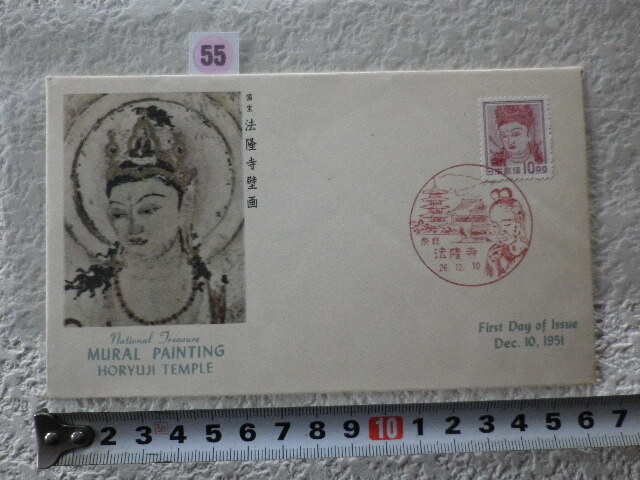 55
国宝 法隆寺壁画
日本郵便 10.00
奈良
法隆寺
26.12.10
National Treasure
MURAL PAINTING
HORYUJI TEMPLE
First Day of Issue
Dec. 10, 1951
2 3 4 5 6 7 8 9 10 1 2 3 4 5 6 7